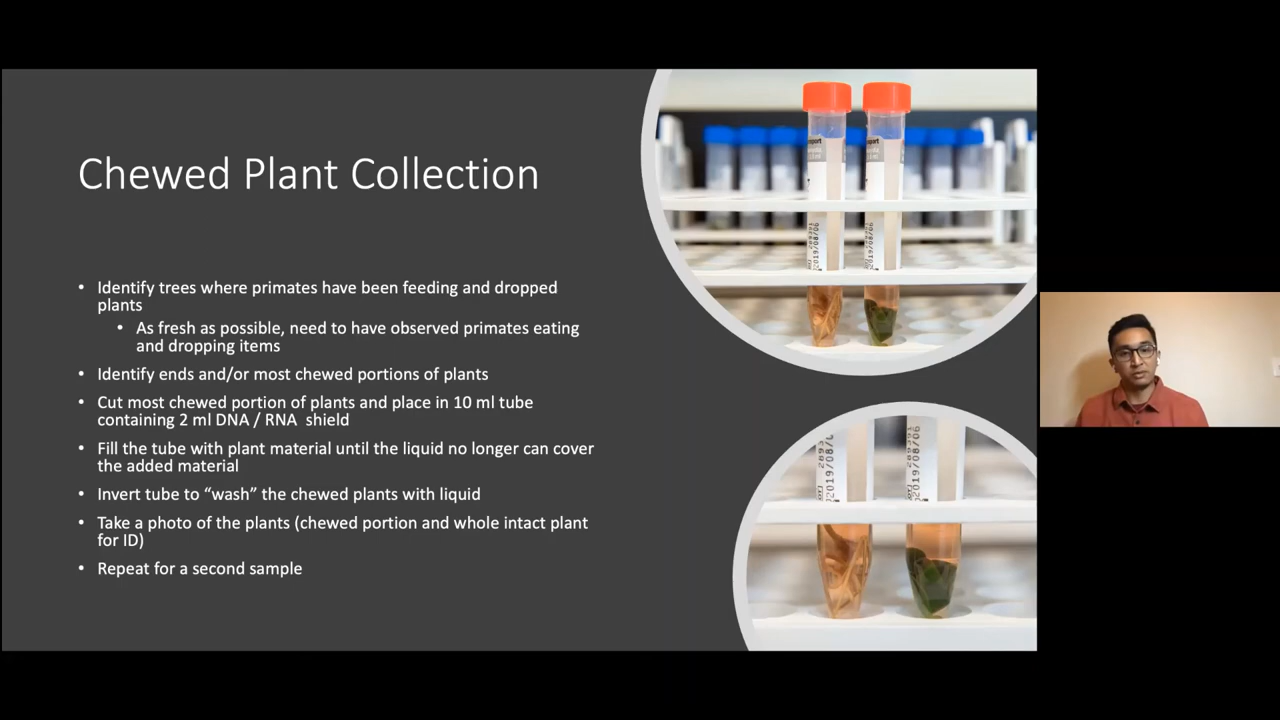 Chewed Plant Collection
• Identify trees where primates have been feeding and dropped
plants
• As fresh as possible, need to have observed primates eating
and dropping items
• Identify ends and/or most chewed portions of plants
• Cut most chewed portion of plants and place in 10 ml tube
containing 2 ml DNA / RNA  shield
• Fill the tube with plant material until the liquid no longer can cover
the added material
• Invert tube to “wash” the chewed plants with liquid
• Take a photo of the plants (chewed portion and whole intact plant
for ID)
• Repeat for a second sample
2019/08/06
2019/08/06